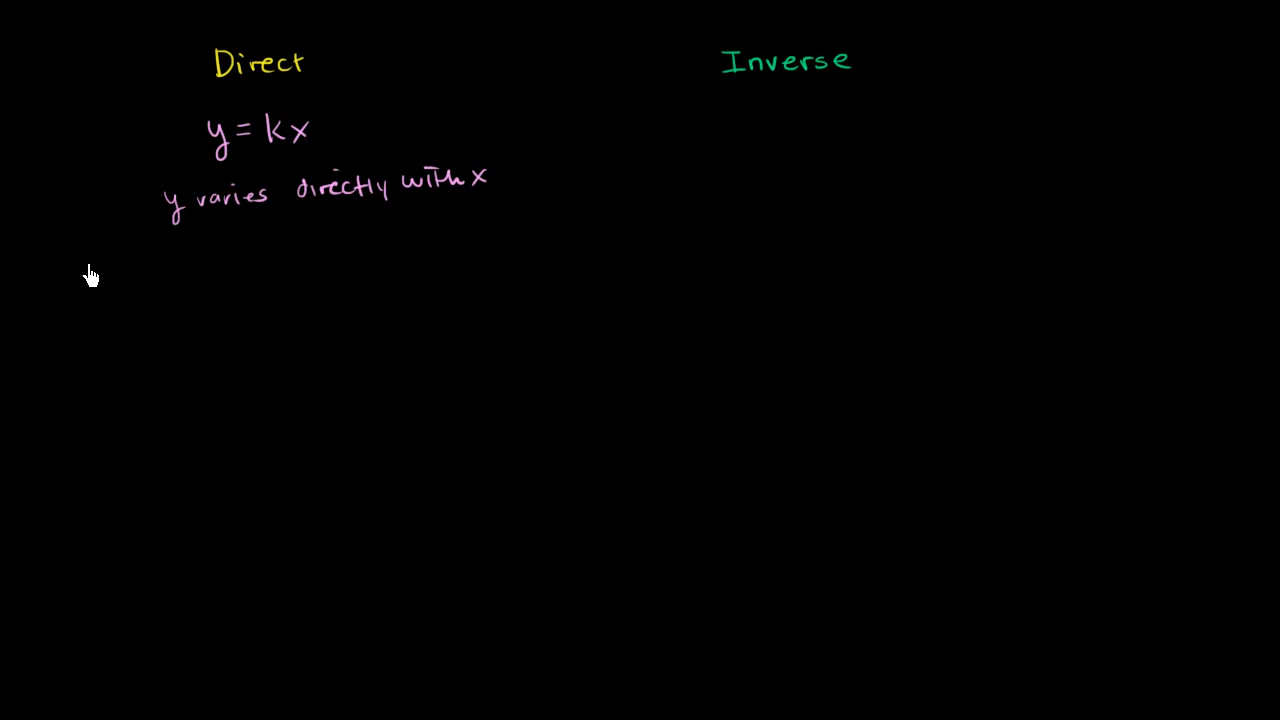 Direct
Inverse
y = kx
y varies directly with x